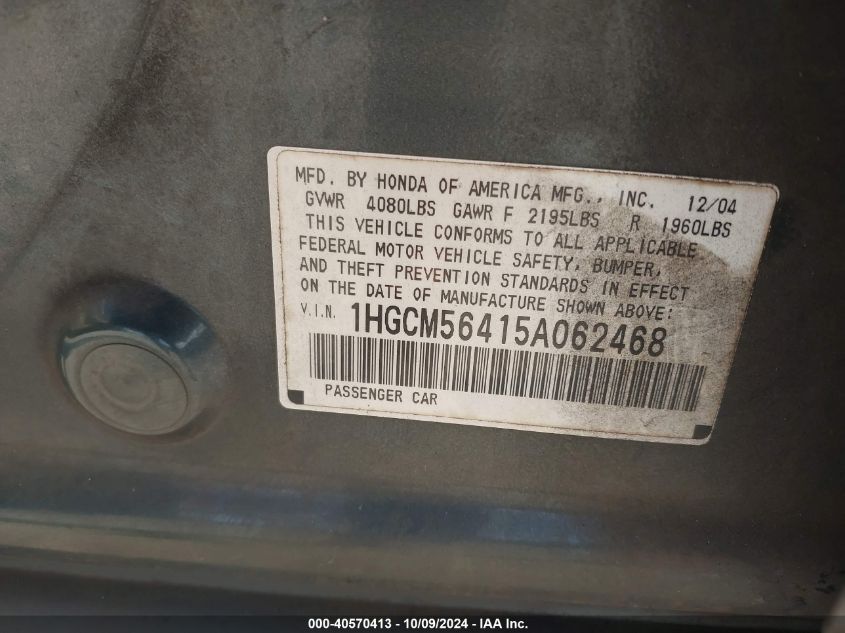 MFD. BY HONDA OF AMERICA MFG., INC. 12/04
GVWR 4080LBS GAWR F 2195LBS R 1960LBS
THIS VEHICLE CONFORMS TO ALL APPLICABLE
FEDERAL MOTOR VEHICLE SAFETY, BUMPER,
AND THEFT PREVENTION STANDARDS IN EFFECT
ON THE DATE OF MANUFACTURE SHOWN ABOVE:
V.I.N. 1HGCM56415A062468
PASSENGER CAR
000-40570413 - 10/09/2024 - IAA Inc.